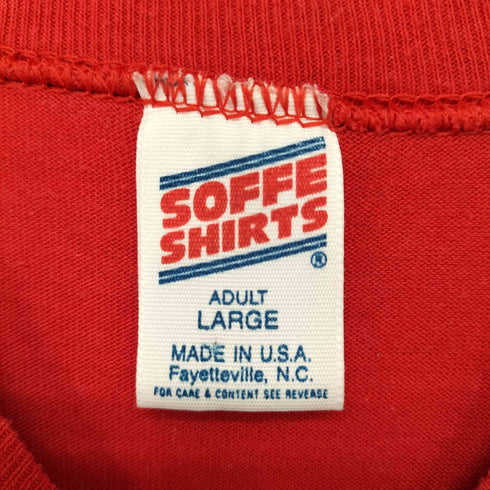 SOFFE
SHIRTS
®
ADULT
LARGE
MADE IN U.S.A.
Fayetteville, N.C.
FOR CARE & CONTENT SEE REVERSE